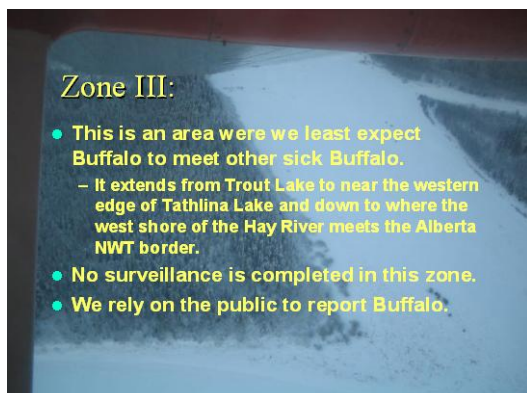 Zone III:
• This is an area were we least expect
Buffalo to meet other sick Buffalo.
– It extends from Trout Lake to near the western
edge of Tathlina Lake and down to where the
west shore of the Hay River meets the Alberta
NWT border.
• No surveillance is completed in this zone.
• We rely on the public to report Buffalo.